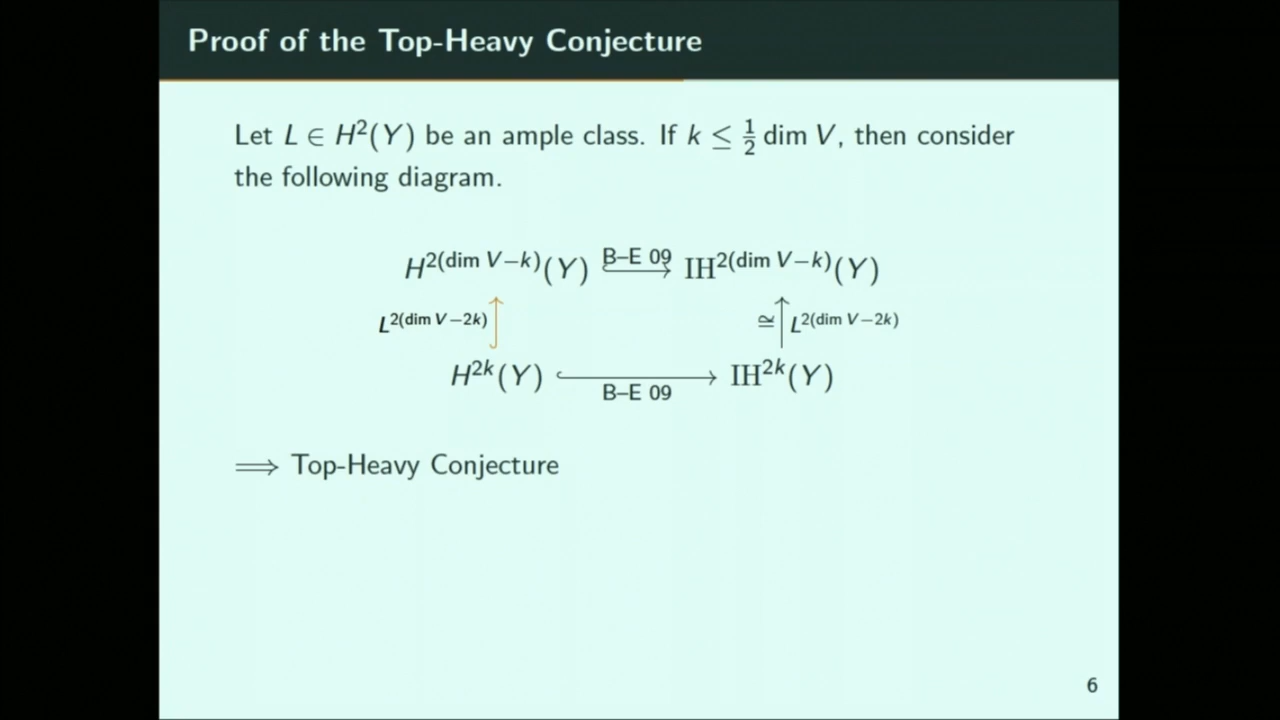 Proof of the Top-Heavy Conjecture
Let L ∈ H²(Y) be an ample class. If k ≤ ½ dim V, then consider
the following diagram.
H^{2(dim V−k)}(Y) B–E 09 IH^{2(dim V−k)}(Y)
L^{2(dim V−2k)} ≅ L^{2(dim V−2k)}
H^{2k}(Y) B–E 09 IH^{2k}(Y)
⟹ Top-Heavy Conjecture
6